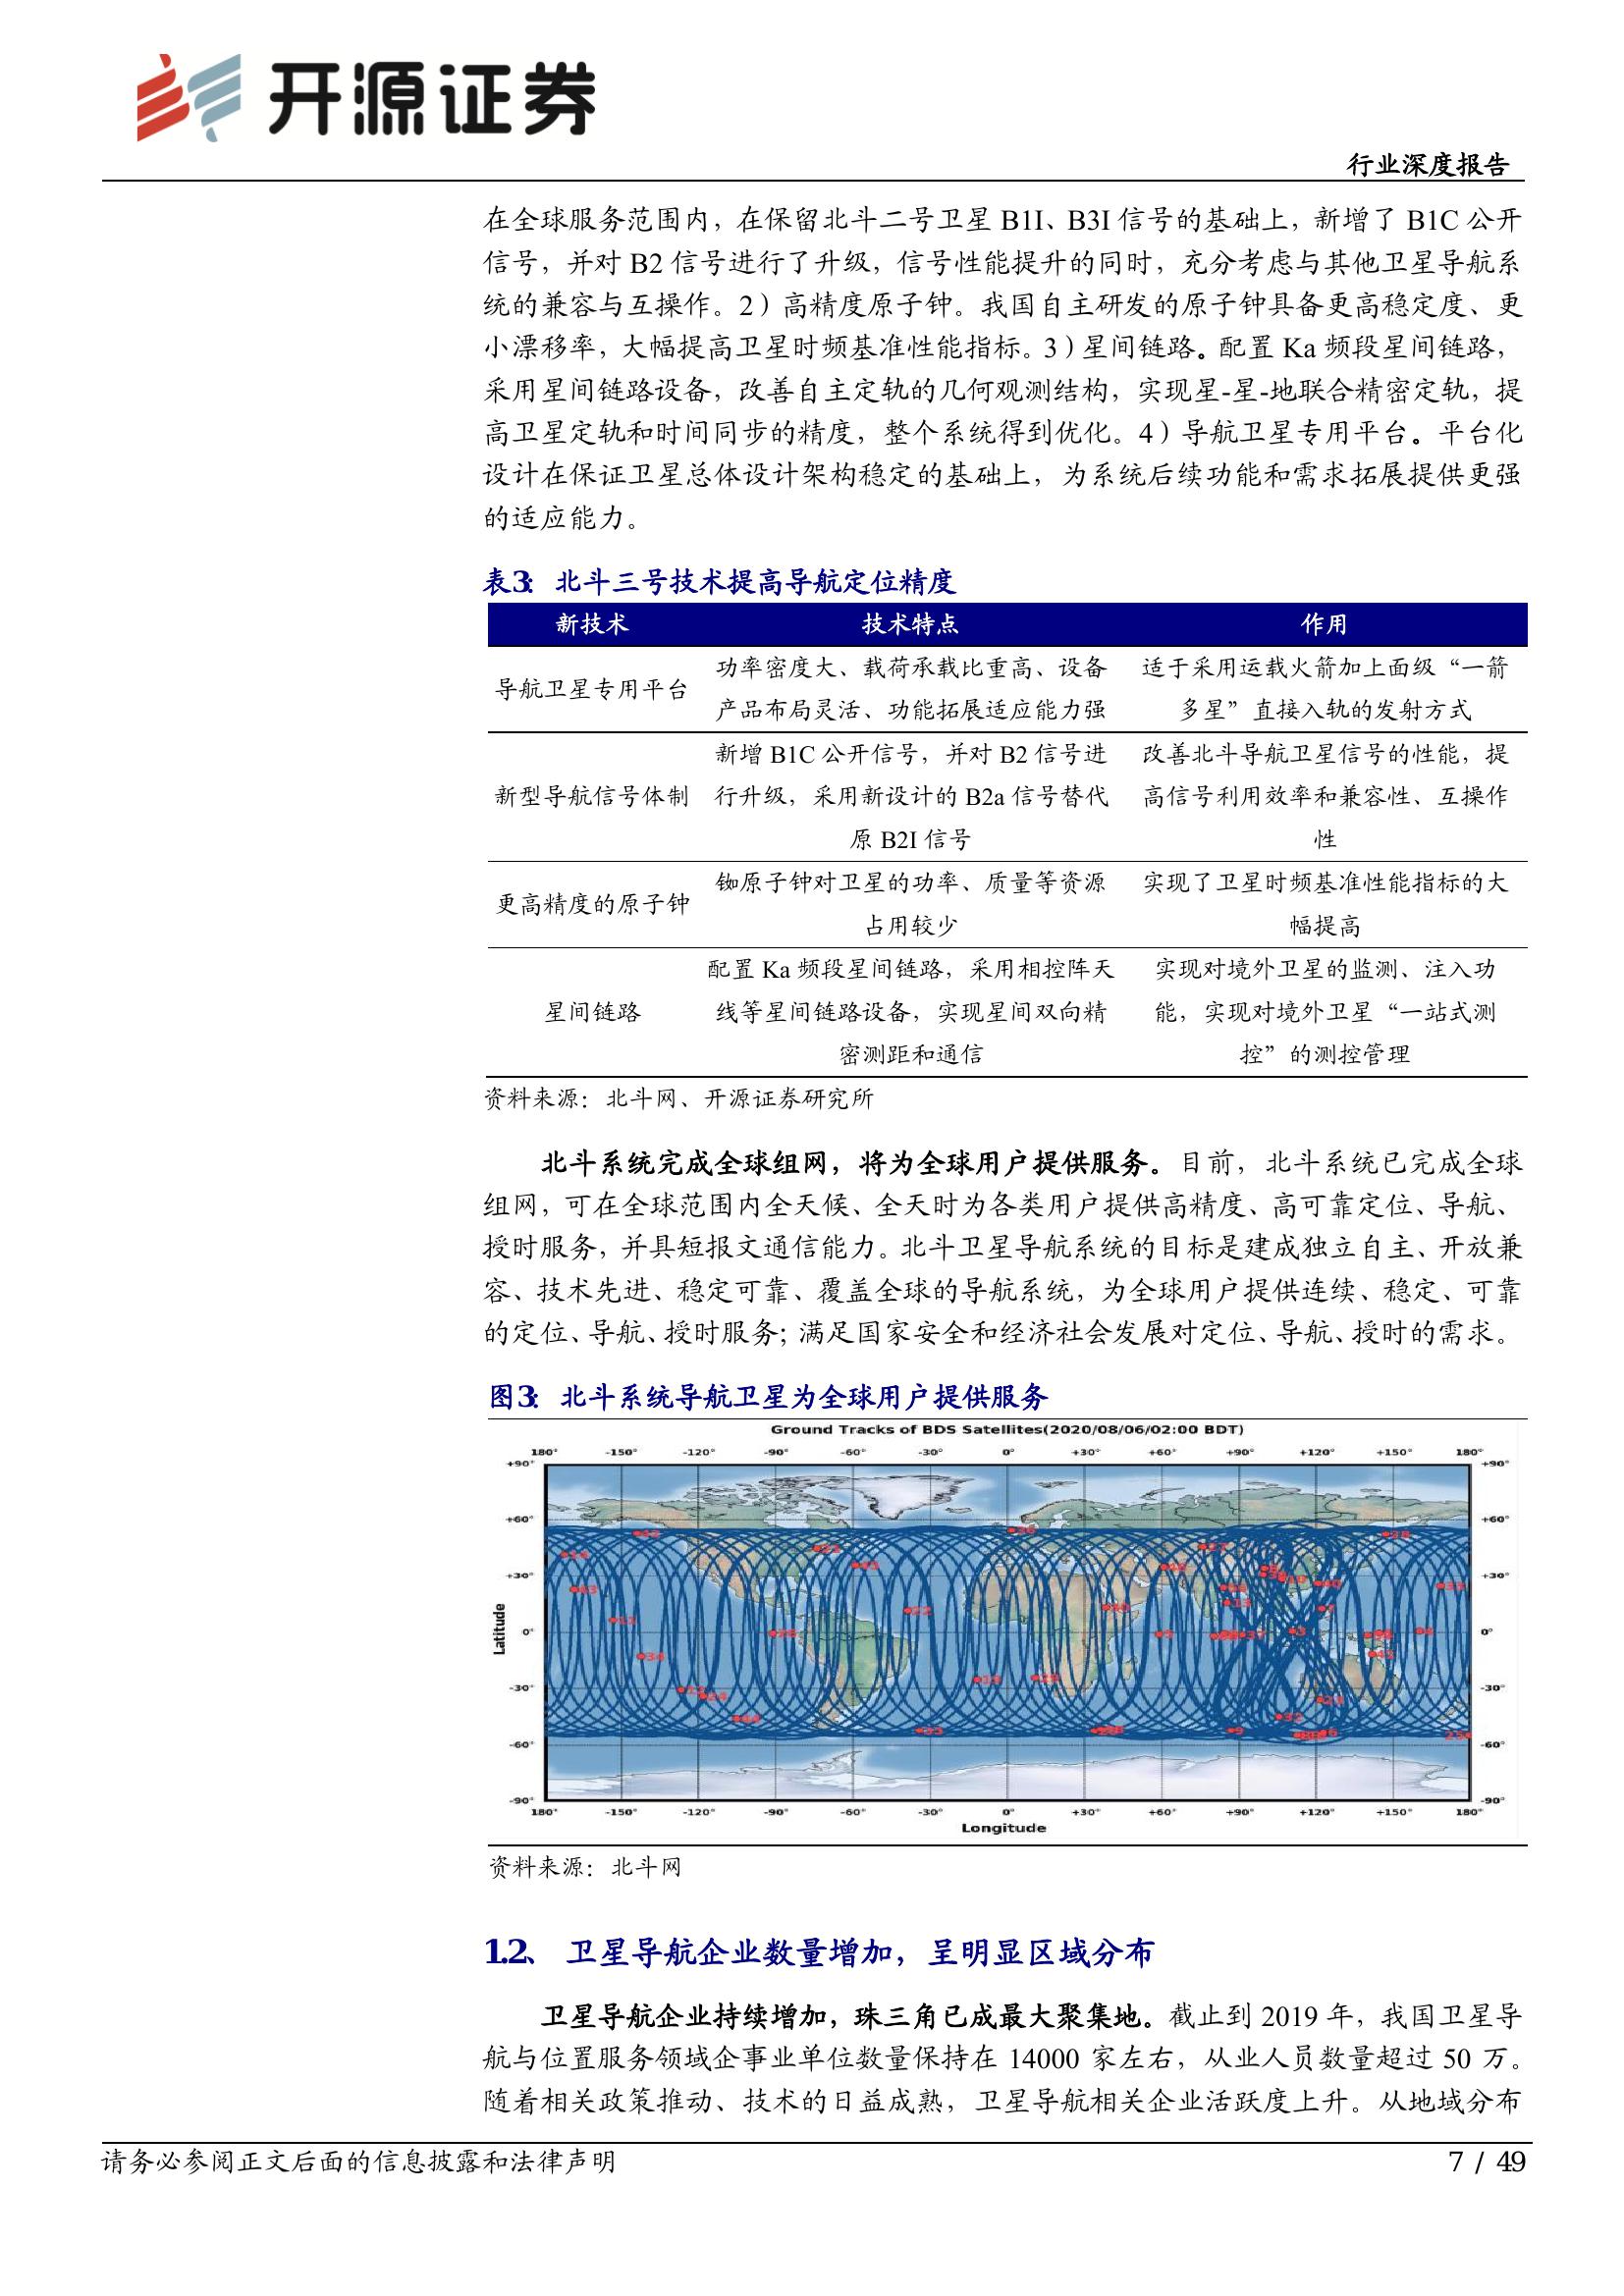 开源证券
行业深度报告
在全球服务范围内，在保留北斗二号卫星 B1I、B3I 信号的基础上，新增了 B1C 公开
信号，并对 B2 信号进行了升级，信号性能提升的同时，充分考虑与其他卫星导航系
统的兼容与互操作。2）高精度原子钟。我国自主研发的原子钟具备更高稳定度、更
小漂移率，大幅提高卫星时频基准性能指标。3）星间链路。配置 Ka 频段星间链路，
采用星间链路设备，改善自主定轨的几何观测结构，实现星-星-地联合精密定轨，提
高卫星定轨和时间同步的精度，整个系统得到优化。4）导航卫星专用平台。平台化
设计在保证卫星总体设计架构稳定的基础上，为系统后续功能和需求拓展提供更强
的适应能力。
表3： 北斗三号技术提高导航定位精度
新技术 技术特点 作用
导航卫星专用平台
功率密度大、载荷承载比重高、设备
产品布局灵活、功能拓展适应能力强
适于采用运载火箭加上面级“一箭
多星”直接入轨的发射方式
新型导航信号体制
新增 B1C 公开信号，并对 B2 信号进
行升级，采用新设计的 B2a 信号替代
原 B2I 信号
改善北斗导航卫星信号的性能，提
高信号利用效率和兼容性、互操作
性
更高精度的原子钟
铷原子钟对卫星的功率、质量等资源
占用较少
实现了卫星时频基准性能指标的大
幅提高
星间链路
配置 Ka 频段星间链路，采用相控阵天
线等星间链路设备，实现星间双向精
密测距和通信
实现对境外卫星的监测、注入功
能，实现对境外卫星“一站式测
控”的测控管理
资料来源：北斗网、开源证券研究所
北斗系统完成全球组网，将为全球用户提供服务。目前，北斗系统已完成全球
组网，可在全球范围内全天候、全天时为各类用户提供高精度、高可靠定位、导航、
授时服务，并具短报文通信能力。北斗卫星导航系统的目标是建成独立自主、开放兼
容、技术先进、稳定可靠、覆盖全球的导航系统，为全球用户提供连续、稳定、可靠
的定位、导航、授时服务；满足国家安全和经济社会发展对定位、导航、授时的需求。
图3： 北斗系统导航卫星为全球用户提供服务
Ground Tracks of BDS Satellites(2020/08/06/02:00 BDT)
180° -150° -120° -90° -60° -30° 0° +30° +60° +90° +120° +150° 180°
+90° +90°
+60° +60°
+30° +30°
0° 0°
-30° -30°
-60° -60°
-90° -90°
Latitude
34
180° -150° -120° -90° -60° -30° 0° +30° +60° +90° +120° +150° 180°
Longitude
资料来源：北斗网
1.2、 卫星导航企业数量增加，呈明显区域分布
卫星导航企业持续增加，珠三角已成最大聚集地。截止到 2019 年，我国卫星导
航与位置服务领域企事业单位数量保持在 14000 家左右，从业人员数量超过 50 万。
随着相关政策推动、技术的日益成熟，卫星导航相关企业活跃度上升。从地域分布
请务必参阅正文后面的信息披露和法律声明
7 / 49